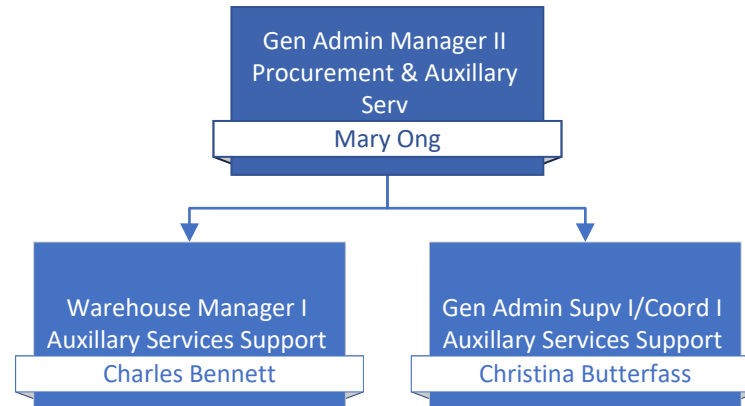 Gen Admin Manager II
Procurement & Auxillary
Serv
Mary Ong
Warehouse Manager I
Auxillary Services Support
Charles Bennett
Gen Admin Supv I/Coord I
Auxillary Services Support
Christina Butterfass